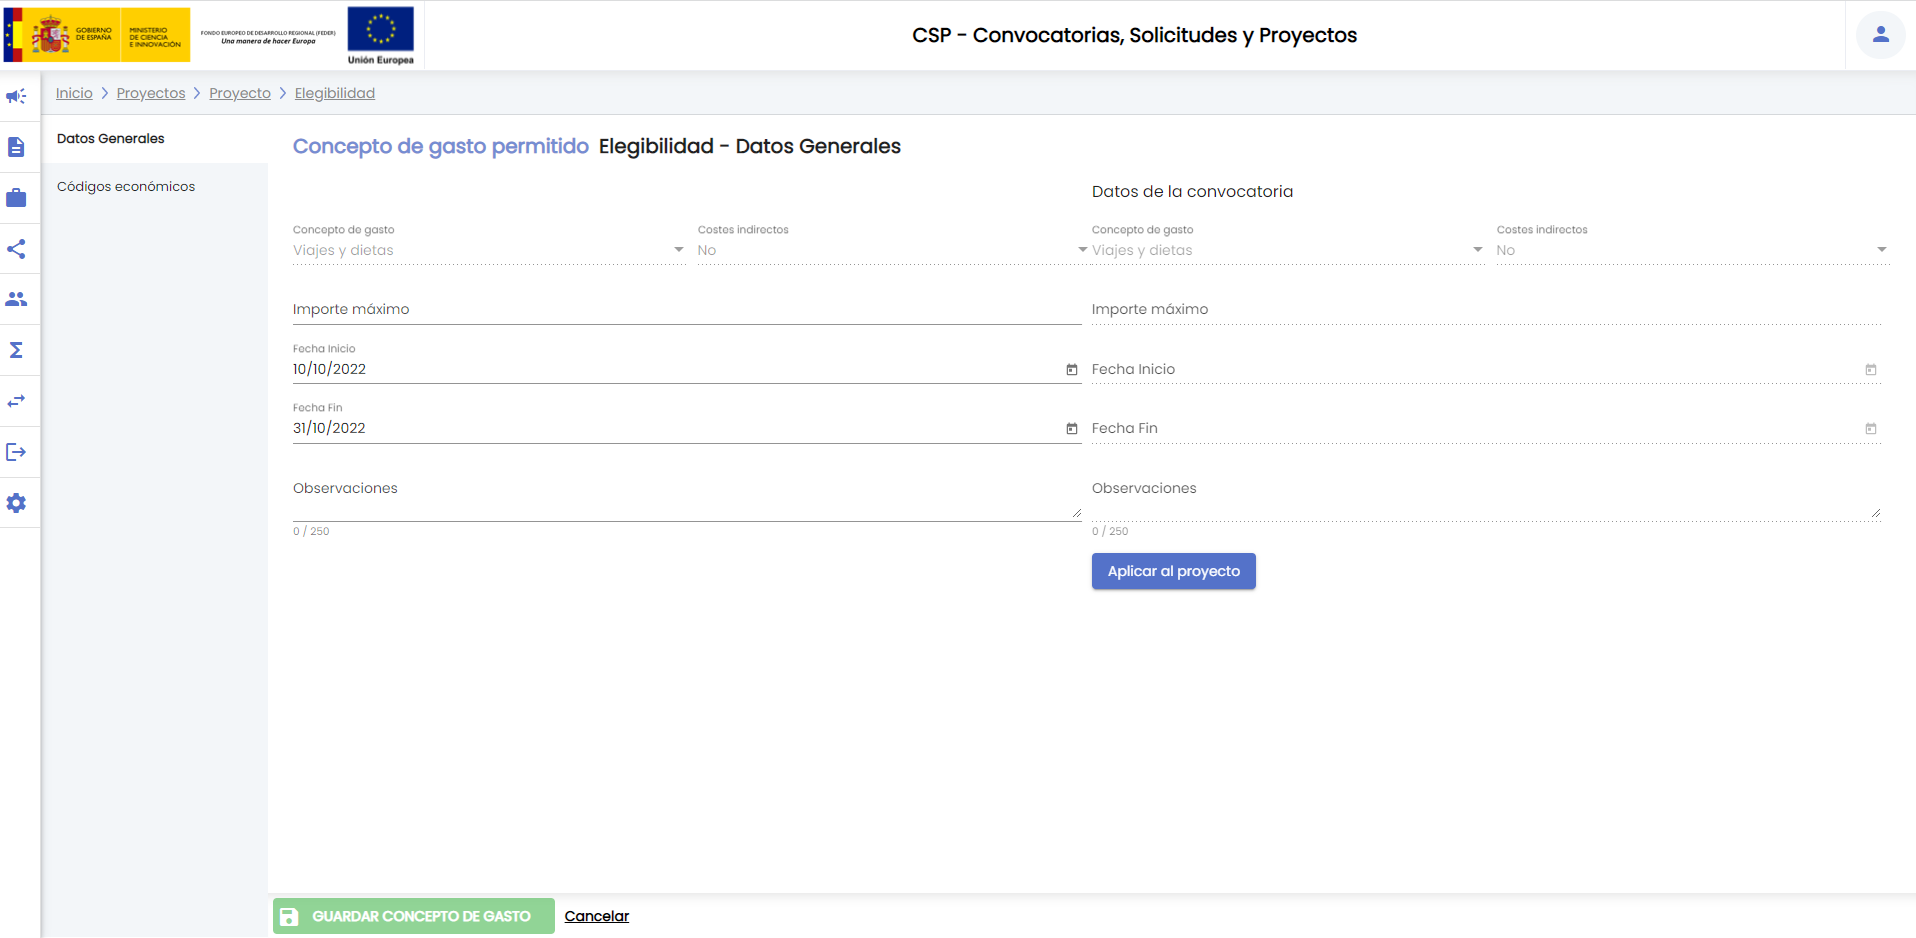 GOBIERNO
DE ESPAÑA
MINISTERIO
DE CIENCIA
E INNOVACIÓN
FONDO EUROPEO DE DESARROLLO REGIONAL (FEDER)
Una manera de hacer Europa
Unión Europea
CSP - Convocatorias, Solicitudes y Proyectos
Inicio > Proyectos > Proyecto > Elegibilidad
Datos Generales
Códigos económicos
Concepto de gasto permitido Elegibilidad - Datos Generales
Datos de la convocatoria
Concepto de gasto Costes indirectos Concepto de gasto Costes indirectos
Viajes y dietas No Viajes y dietas No
Importe máximo Importe máximo
Fecha Inicio
10/10/2022 Fecha Inicio
Fecha Fin
31/10/2022 Fecha Fin
Observaciones Observaciones
0 / 250 0 / 250
Aplicar al proyecto
GUARDAR CONCEPTO DE GASTO Cancelar